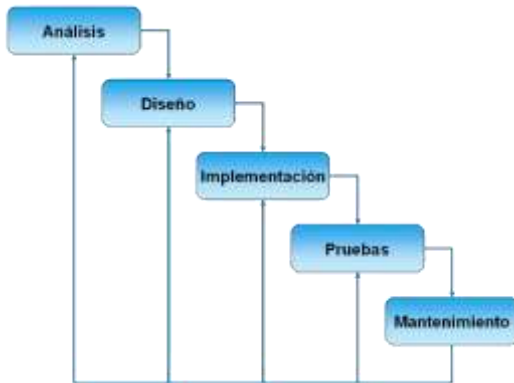 Análisis
Diseño
Implementación
Pruebas
Mantenimiento